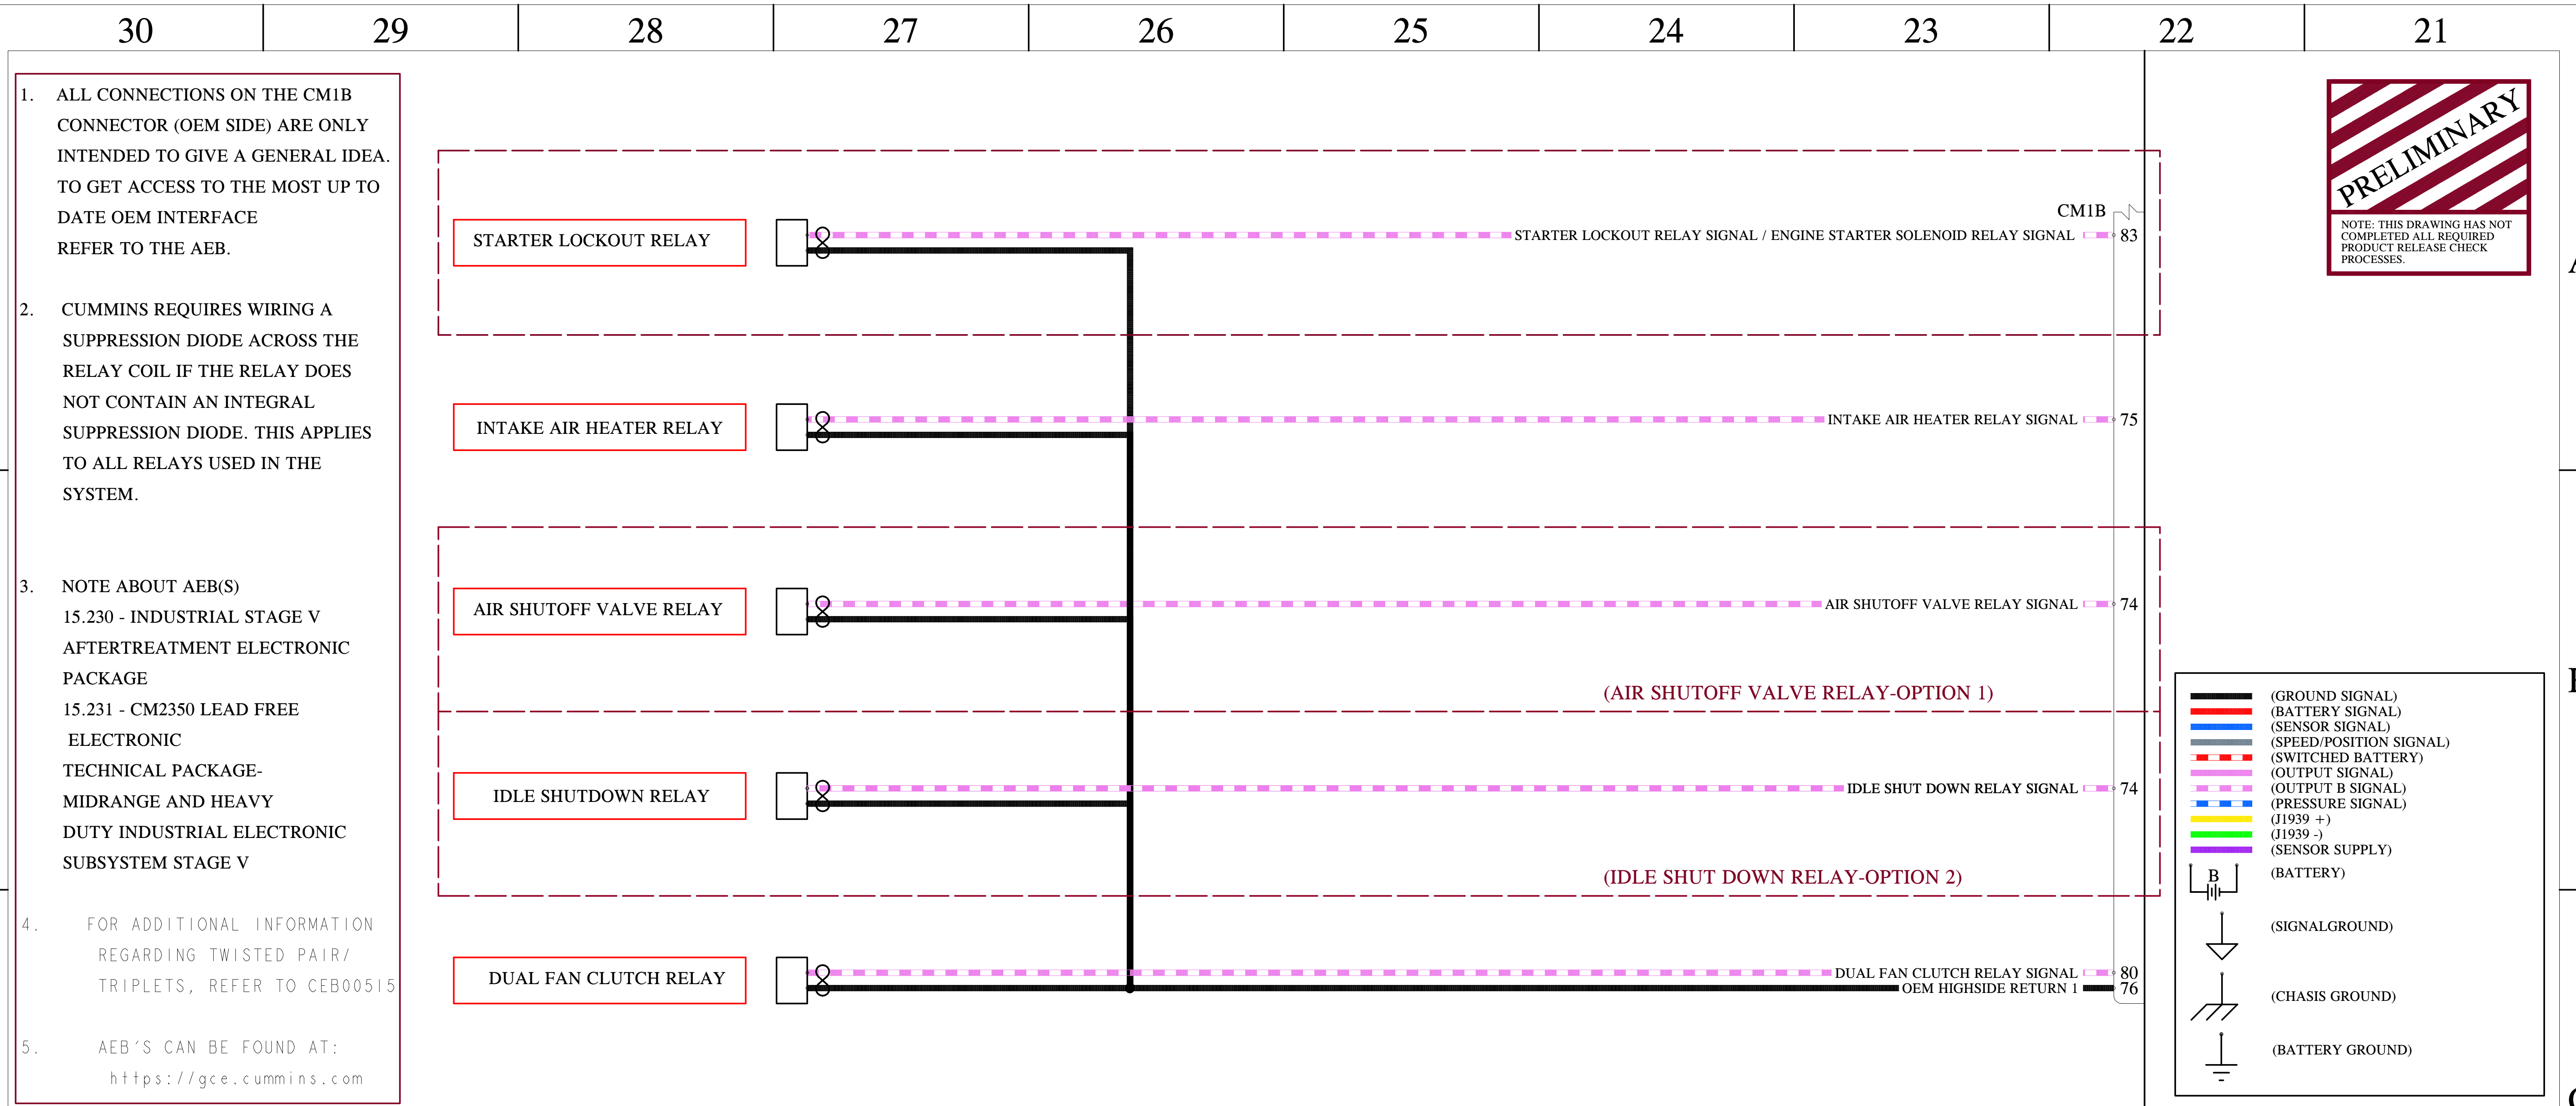 30 29 28 27 26 25 24 23 22 21
1. ALL CONNECTIONS ON THE CM1B
CONNECTOR (OEM SIDE) ARE ONLY
INTENDED TO GIVE A GENERAL IDEA.
TO GET ACCESS TO THE MOST UP TO
DATE OEM INTERFACE
REFER TO THE AEB.
2. CUMMINS REQUIRES WIRING A
SUPPRESSION DIODE ACROSS THE
RELAY COIL IF THE RELAY DOES
NOT CONTAIN AN INTEGRAL
SUPPRESSION DIODE. THIS APPLIES
TO ALL RELAYS USED IN THE
SYSTEM.
3. NOTE ABOUT AEB(S)
15.230 - INDUSTRIAL STAGE V
AFTERTREATMENT ELECTRONIC
PACKAGE
15.231 - CM2350 LEAD FREE
ELECTRONIC
TECHNICAL PACKAGE-
MIDRANGE AND HEAVY
DUTY INDUSTRIAL ELECTRONIC
SUBSYSTEM STAGE V
4. FOR ADDITIONAL INFORMATION
REGARDING TWISTED PAIR/
TRIPLETS, REFER TO CEB00515
5. AEB'S CAN BE FOUND AT:
https://gce.cummins.com
CM1B
STARTER LOCKOUT RELAY
STARTER LOCKOUT RELAY SIGNAL / ENGINE STARTER SOLENOID RELAY SIGNAL 83
INTAKE AIR HEATER RELAY
INTAKE AIR HEATER RELAY SIGNAL 75
AIR SHUTOFF VALVE RELAY
AIR SHUTOFF VALVE RELAY SIGNAL 74
(AIR SHUTOFF VALVE RELAY-OPTION 1)
IDLE SHUTDOWN RELAY
IDLE SHUT DOWN RELAY SIGNAL 74
(IDLE SHUT DOWN RELAY-OPTION 2)
DUAL FAN CLUTCH RELAY
DUAL FAN CLUTCH RELAY SIGNAL 80
OEM HIGHSIDE RETURN 1 76
PRELIMINARY
NOTE: THIS DRAWING HAS NOT
COMPLETED ALL REQUIRED
PRODUCT RELEASE CHECK
PROCESSES.
(GROUND SIGNAL)
(BATTERY SIGNAL)
(SENSOR SIGNAL)
(SPEED/POSITION SIGNAL)
(SWITCHED BATTERY)
(OUTPUT SIGNAL)
(OUTPUT B SIGNAL)
(PRESSURE SIGNAL)
(J1939 +)
(J1939 -)
(SENSOR SUPPLY)
B (BATTERY)
(SIGNALGROUND)
(CHASIS GROUND)
(BATTERY GROUND)